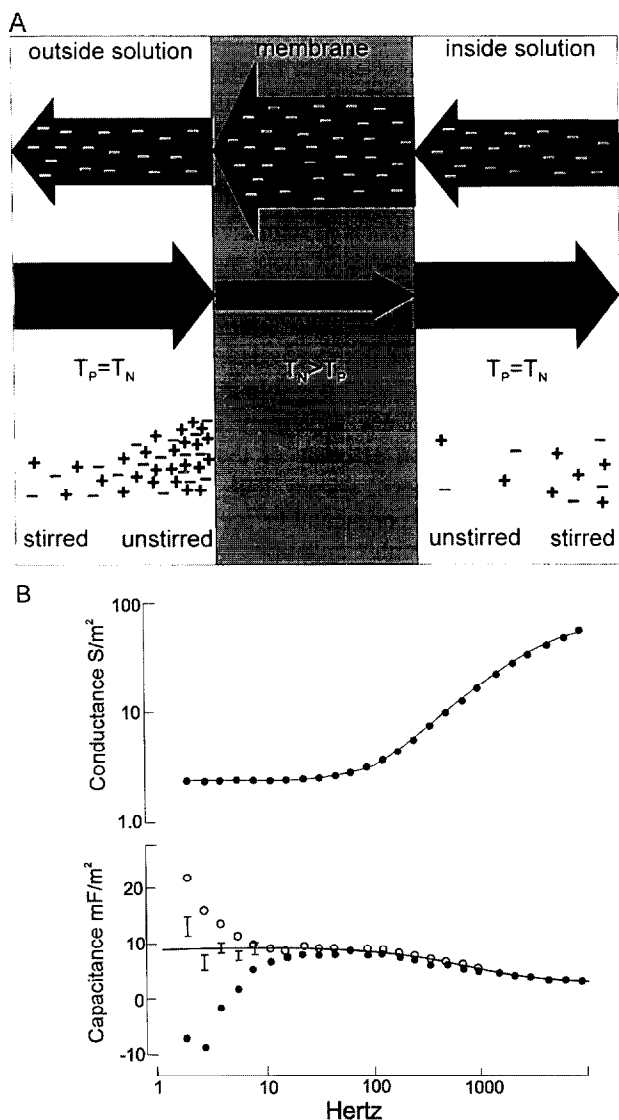 A
outside solution membrane inside solution
T_P=T_N T_N>T_P T_P=T_N
stirred unstirred unstirred stirred
B
Conductance S/m²
100
10
1.0
Capacitance mF/m²
20
10
0
-10
1 10 100 1000
Hertz